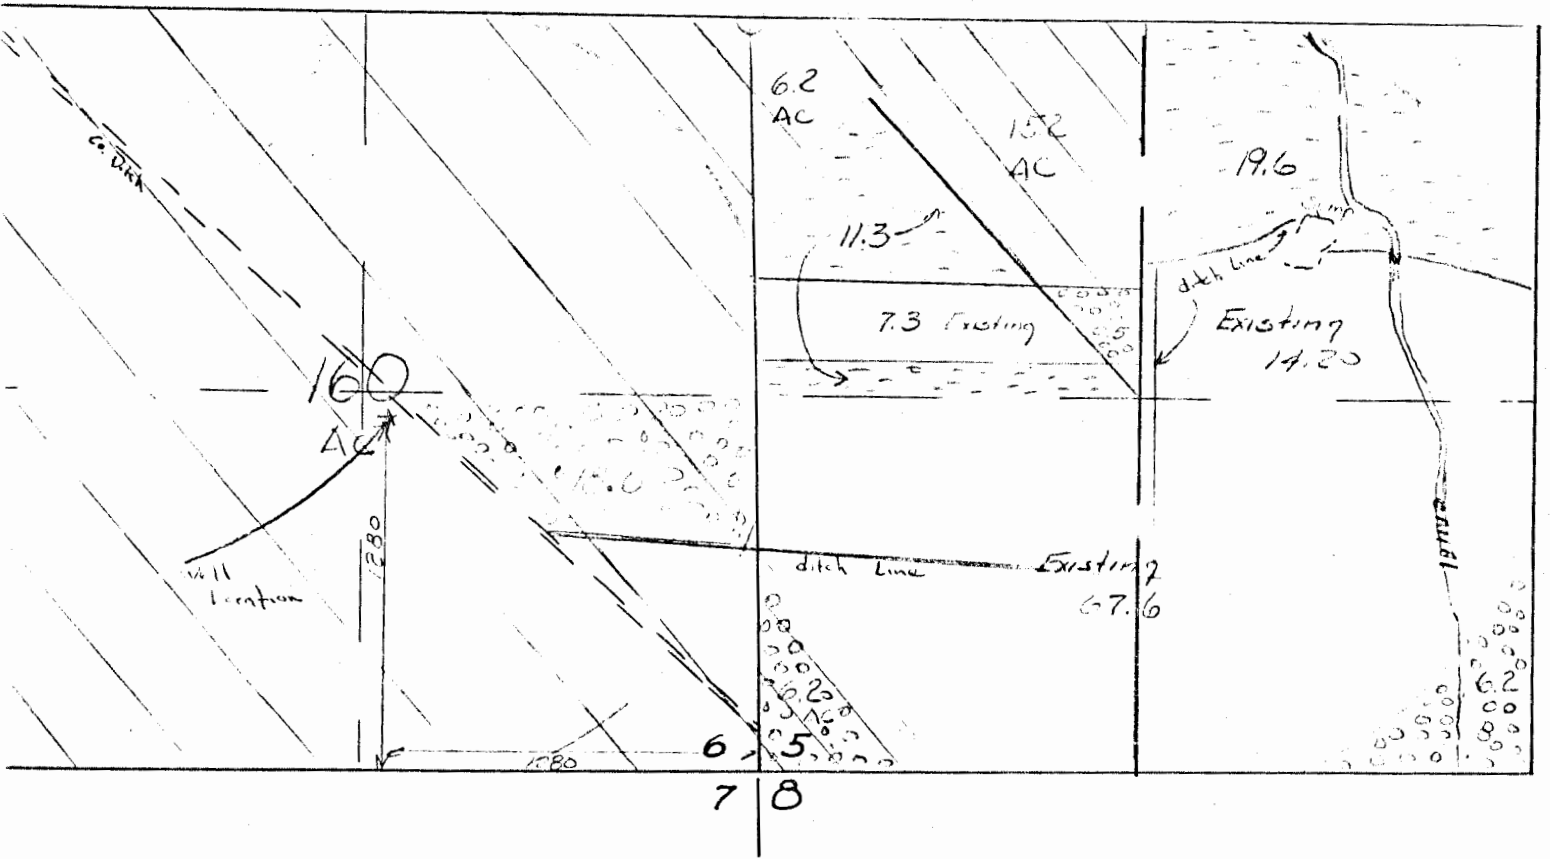 Co. Ditch
160
AC
1280
well
location
1280
6.2
AC
11.3
7.3 Existing
.5
152
AC
19.6
ditch Line
Existing
14.20
18.0
ditch Line
Existing
67.6
6.20
AC
6.2
6 5
7 8